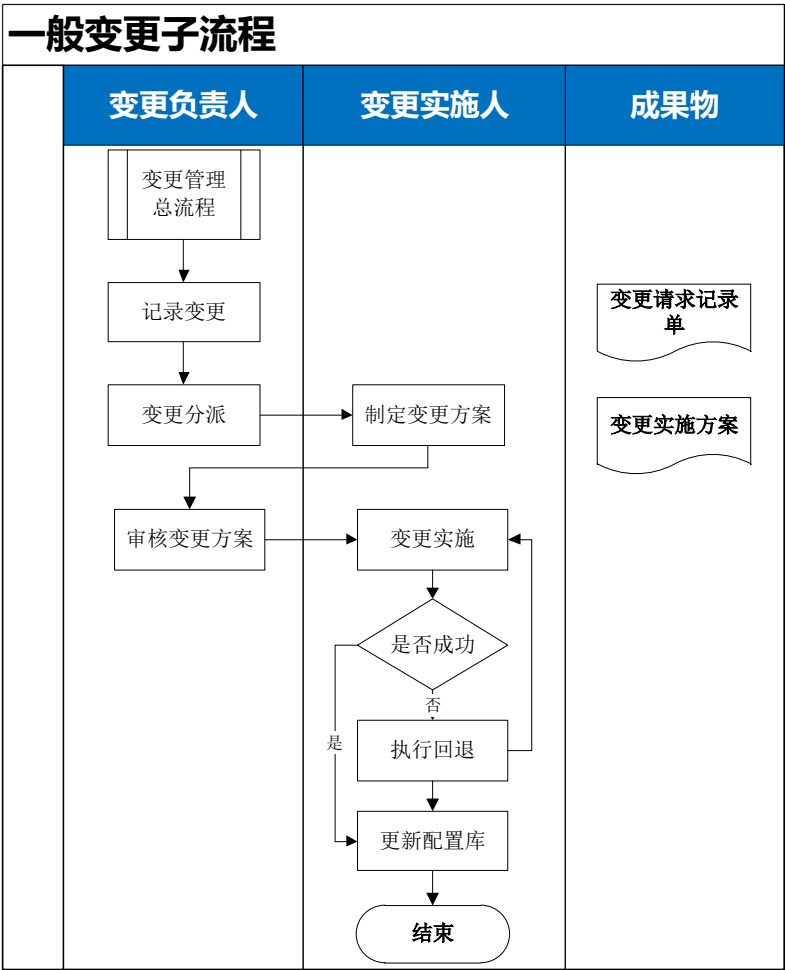 一般变更子流程
变更负责人
变更实施人
成果物
变更管理
总流程
记录变更
变更请求记录
单
变更分派
制定变更方案
变更实施方案
审核变更方案
变更实施
是否成功
否
是
执行回退
更新配置库
结束